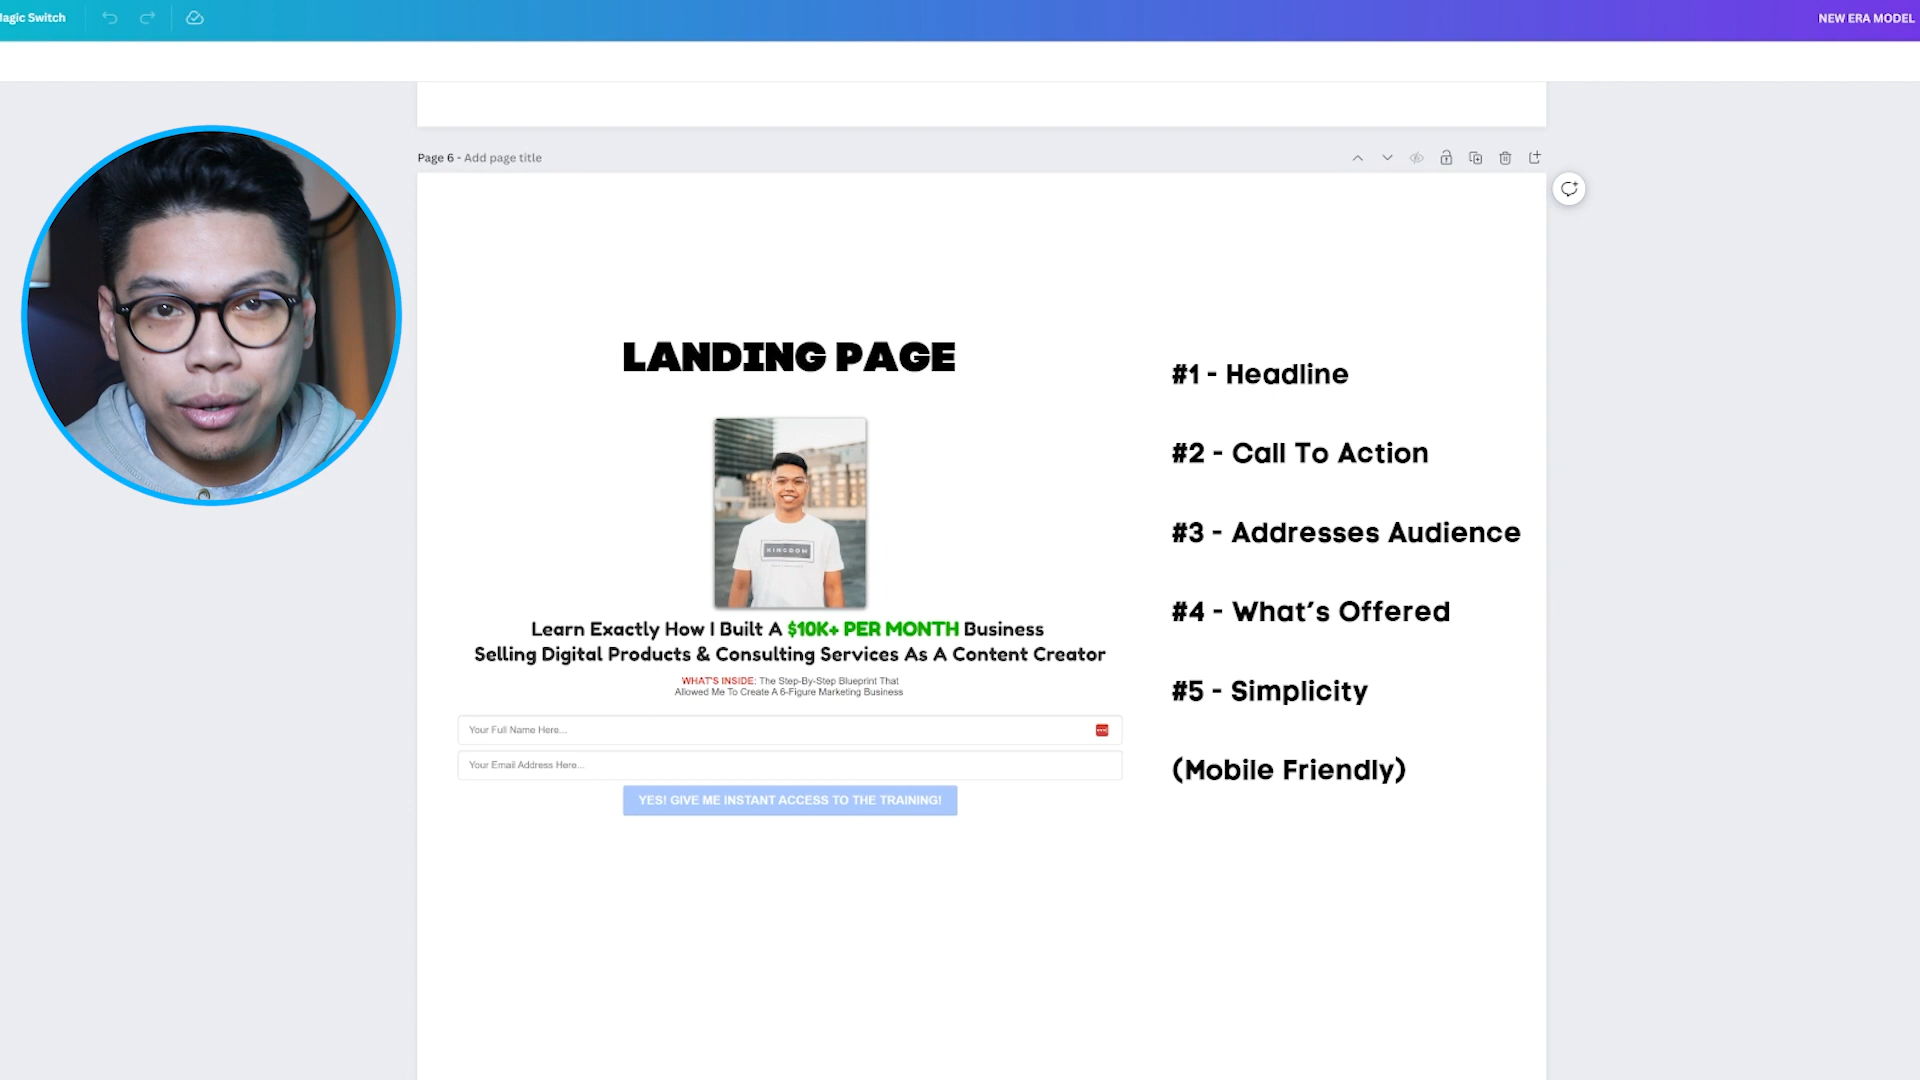 Magic Switch
NEW ERA MODEL
Page 6 - Add page title
LANDING PAGE
KINGDOM
Learn Exactly How I Built A $10K+ PER MONTH Business
Selling Digital Products & Consulting Services As A Content Creator
WHAT'S INSIDE: The Step-By-Step Blueprint That
Allowed Me To Create A 6-Figure Marketing Business
Your Full Name Here...
Your Email Address Here...
YES! GIVE ME INSTANT ACCESS TO THE TRAINING!
#1 - Headline
#2 - Call To Action
#3 - Addresses Audience
#4 - What's Offered
#5 - Simplicity
(Mobile Friendly)